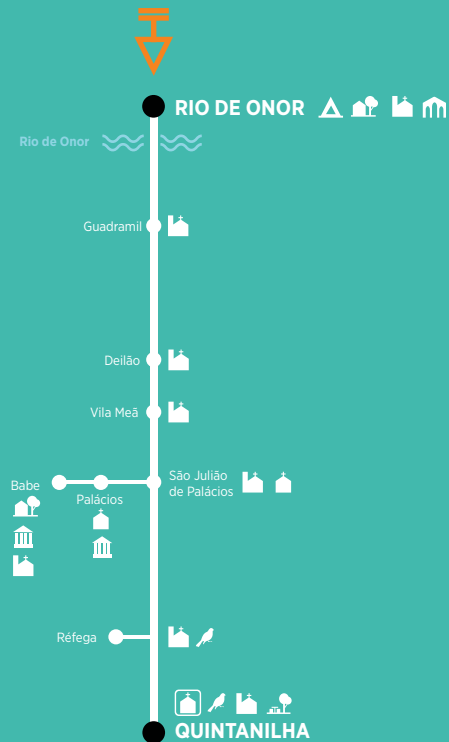 RIO DE ONOR
Rio de Onor
Guadramil
Deilão
Vila Meã
São Julião
de Palácios
Babe
Palácios
Réfega
QUINTANILHA